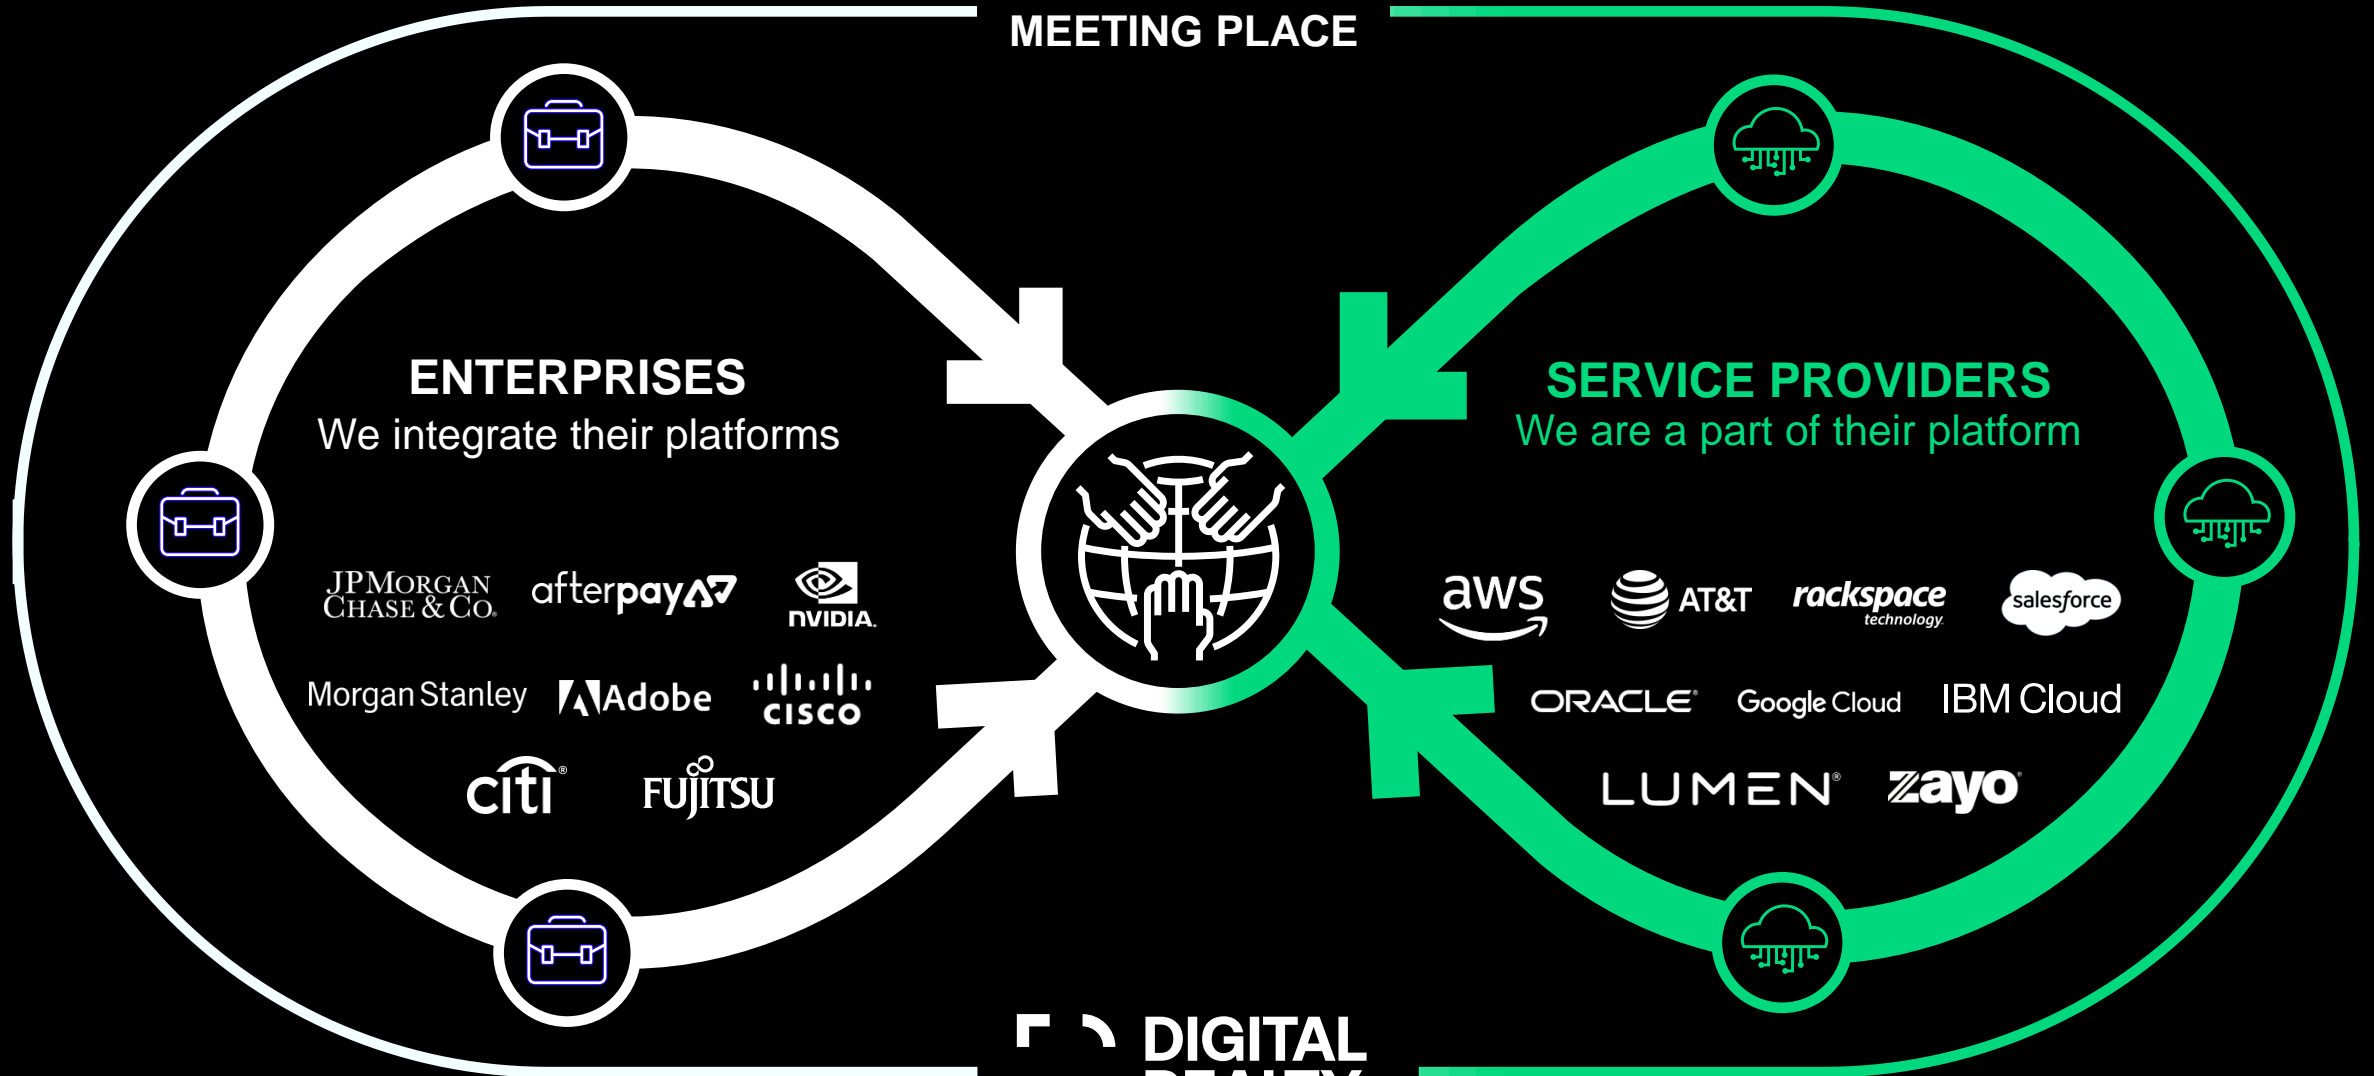 MEETING PLACE
ENTERPRISES
We integrate their platforms
JPMORGAN
CHASE & CO.
afterpay
NVIDIA.
Morgan Stanley
Adobe
CISCO
citi®
FUJITSU
SERVICE PROVIDERS
We are a part of their platform
aws
AT&T
rackspace
technology.
salesforce
ORACLE®
Google Cloud
IBM Cloud
LUMEN®
zayo®
DIGITAL
REALTY